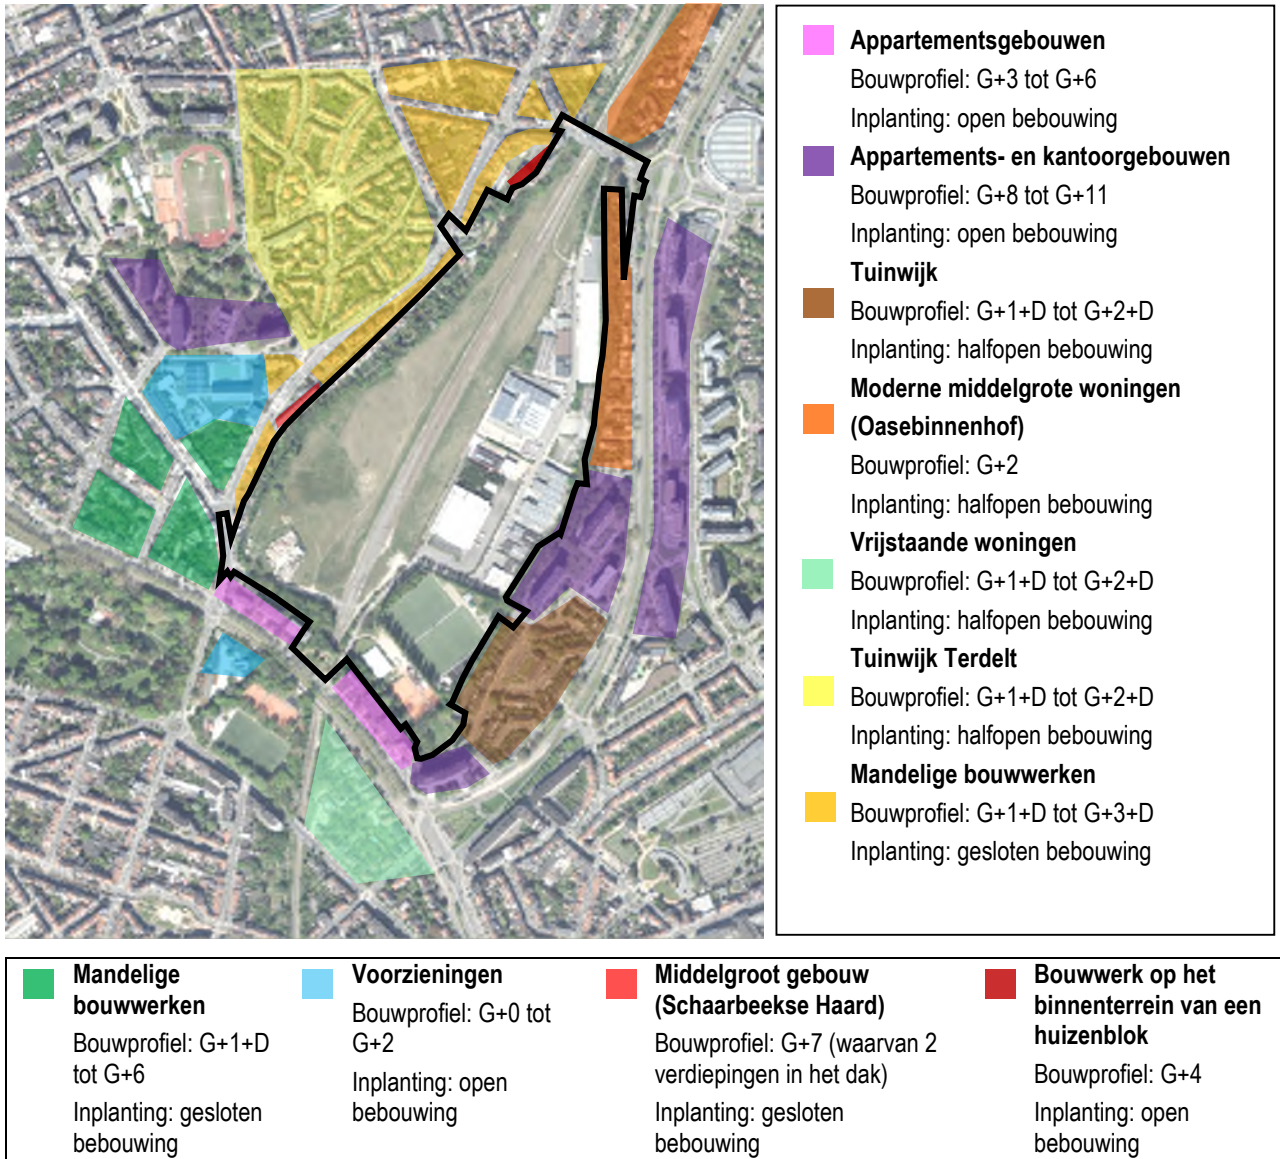 Appartementsgebouwen
Bouwprofiel: G+3 tot G+6
Inplanting: open bebouwing
Appartements- en kantoorgebouwen
Bouwprofiel: G+8 tot G+11
Inplanting: open bebouwing
Tuinwijk
Bouwprofiel: G+1+D tot G+2+D
Inplanting: halfopen bebouwing
Moderne middelgrote woningen
(Oasebinnenhof)
Bouwprofiel: G+2
Inplanting: halfopen bebouwing
Vrijstaande woningen
Bouwprofiel: G+1+D tot G+2+D
Inplanting: halfopen bebouwing
Tuinwijk Terdelt
Bouwprofiel: G+1+D tot G+2+D
Inplanting: halfopen bebouwing
Mandelige bouwwerken
Bouwprofiel: G+1+D tot G+3+D
Inplanting: gesloten bebouwing
Mandelige
bouwwerken
Bouwprofiel: G+1+D
tot G+6
Inplanting: gesloten
bebouwing
Voorzieningen
Bouwprofiel: G+0 tot
G+2
Inplanting: open
bebouwing
Middelgroot gebouw
(Schaarbeekse Haard)
Bouwprofiel: G+7 (waarvan 2
verdiepingen in het dak)
Inplanting: gesloten
bebouwing
Bouwwerk op het
binnenterrein van een
huizenblok
Bouwprofiel: G+4
Inplanting: open
bebouwing